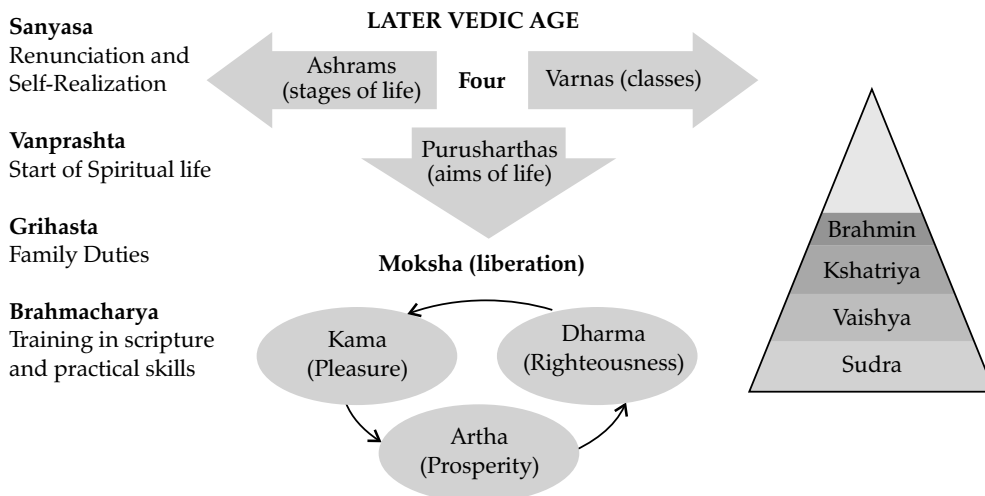 LATER VEDIC AGE
Sanyasa
Renunciation and
Self-Realization
Vanprashta
Start of Spiritual life
Grihasta
Family Duties
Brahmacharya
Training in scripture
and practical skills
Ashrams
(stages of life)
Four
Varnas (classes)
Purusharthas
(aims of life)
Moksha (liberation)
Kama
(Pleasure)
Dharma
(Righteousness)
Artha
(Prosperity)
Brahmin
Kshatriya
Vaishya
Sudra